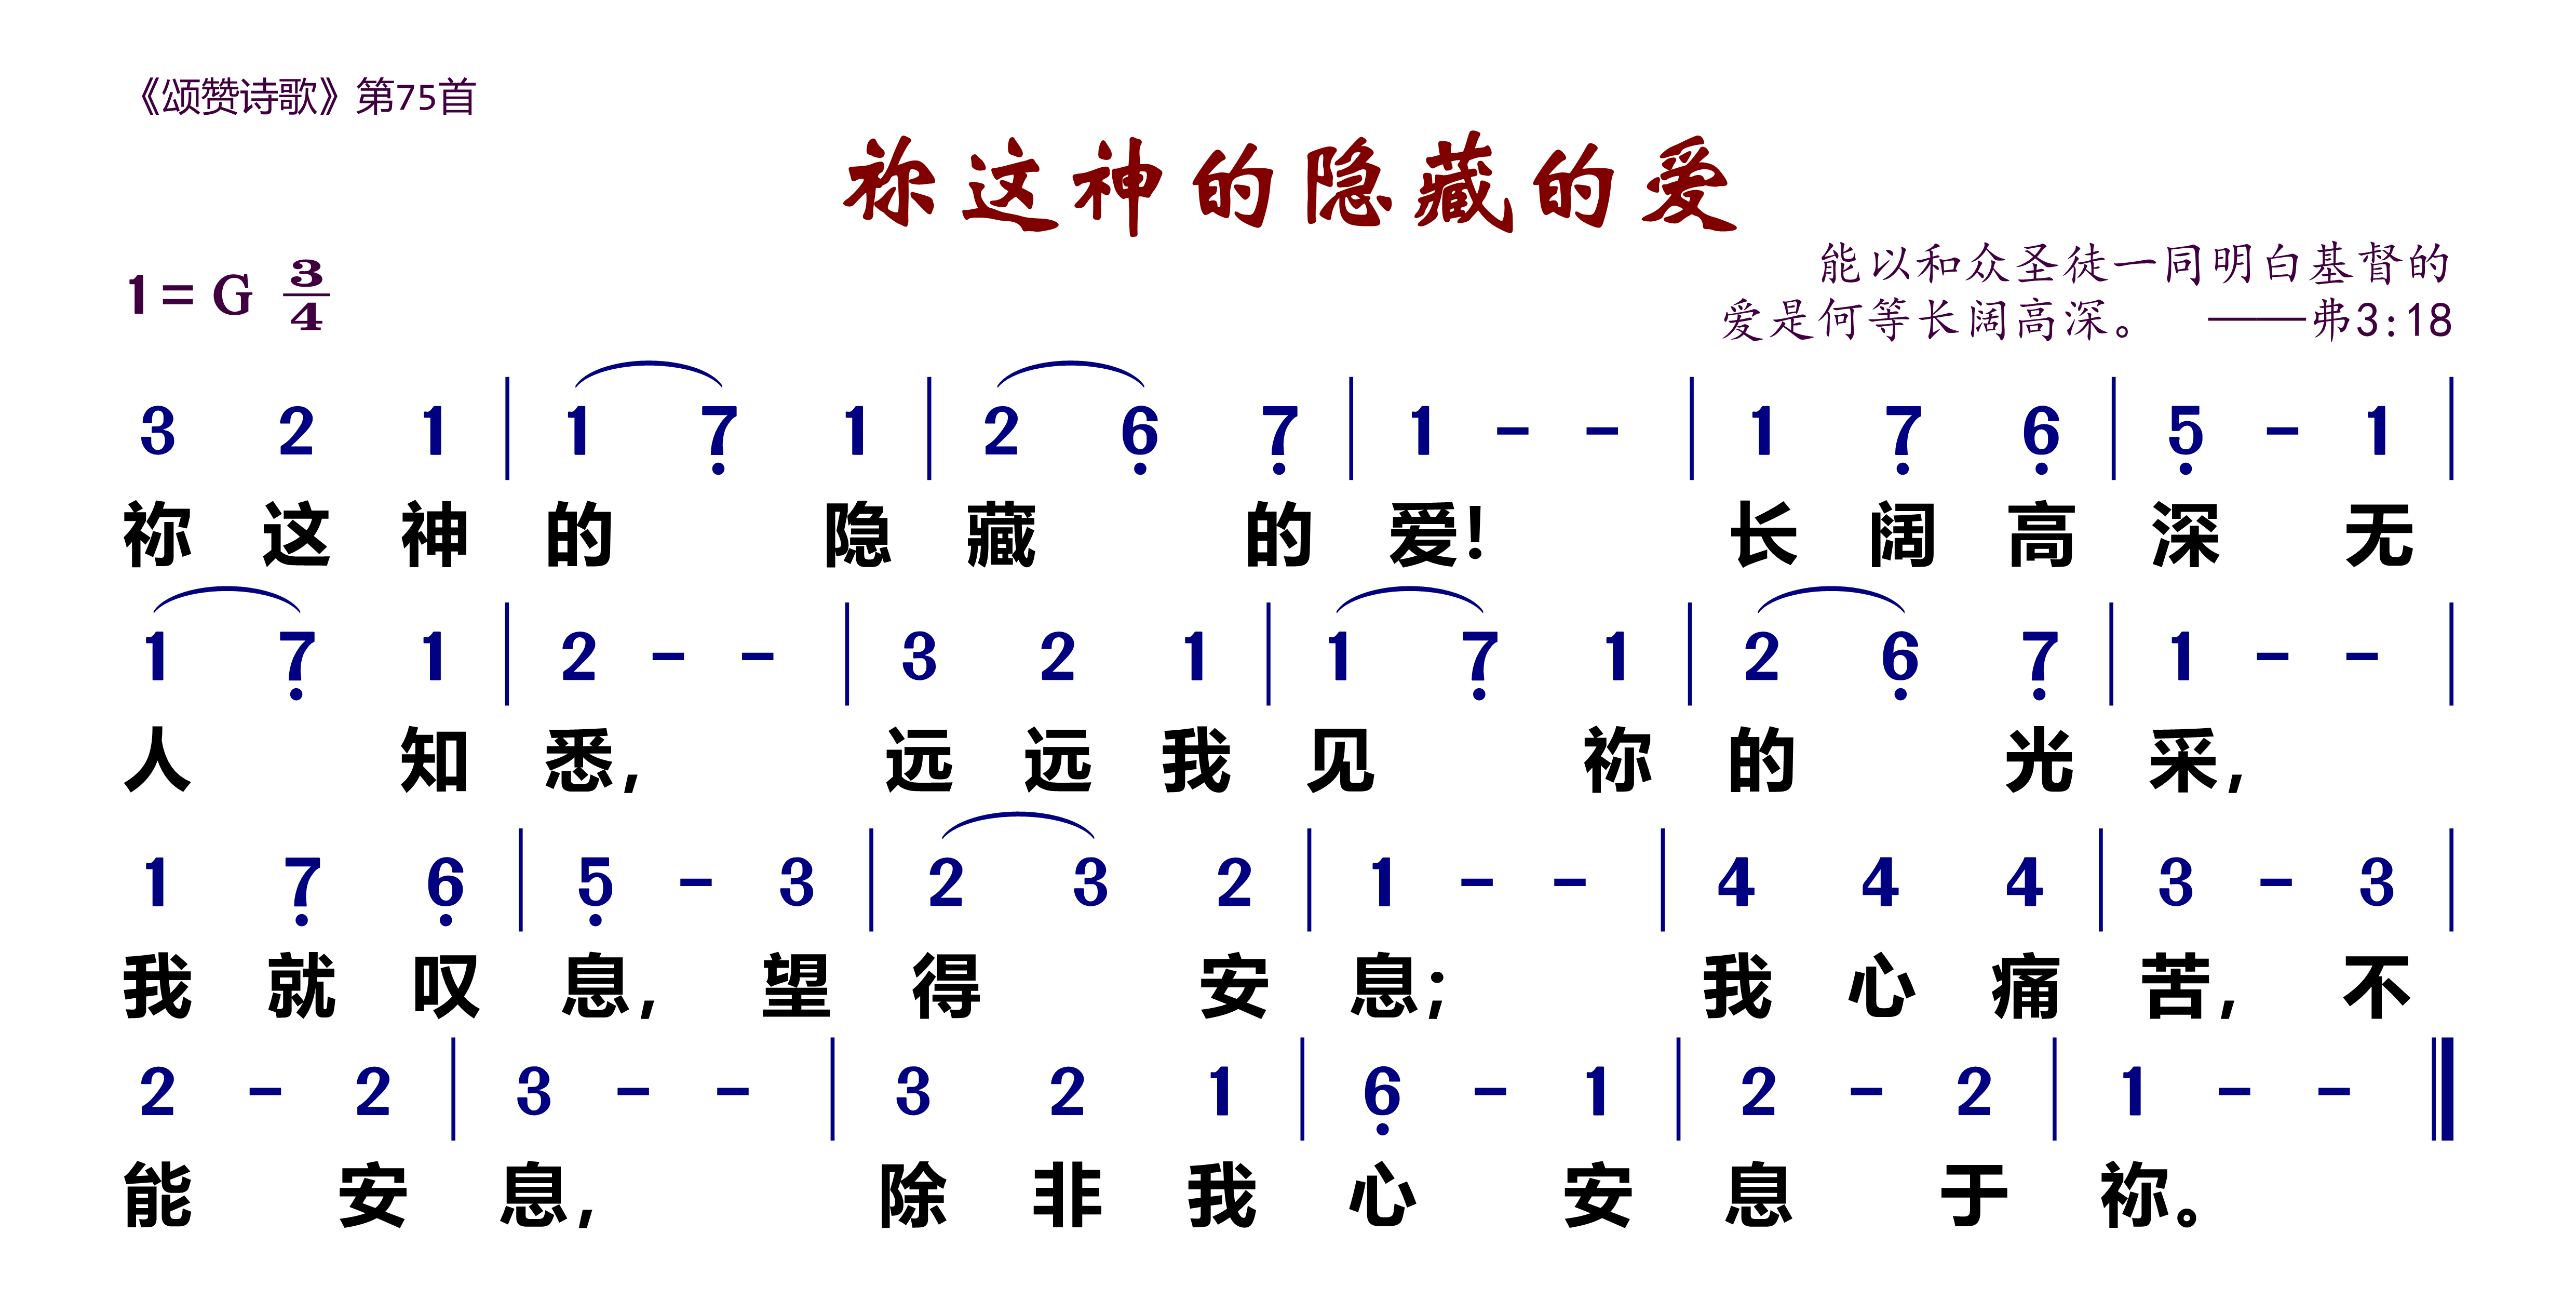 《颂赞诗歌》第75首
祢这神的隐藏的爱
1= G 3/4
能以和众圣徒一同明白基督的
爱是何等长阔高深。 ——弗3:18
3 2 1 | 1 7̣ 1 | 2 6̣ 7̣ | 1 - - | 1 7̣ 6̣ | 5̣ - 1 |
祢 这 神 的 隐 藏 的 爱! 长 阔 高 深 无
1 7̣ 1 | 2 - - | 3 2 1 | 1 7̣ 1 | 2 6̣ 7̣ | 1 - - |
人 知 悉, 远 远 我 见 祢 的 光 采,
1 7̣ 6̣ | 5̣ - 3 | 2 3 2 | 1 - - | 4 4 4 | 3 - 3 |
我 就 叹 息, 望 得 安 息; 我 心 痛 苦, 不
2 - 2 | 3 - - | 3 2 1 | 6̣ - 1 | 2 - 2 | 1 - - ‖
能 安 息, 除 非 我 心 安 息 于 祢。